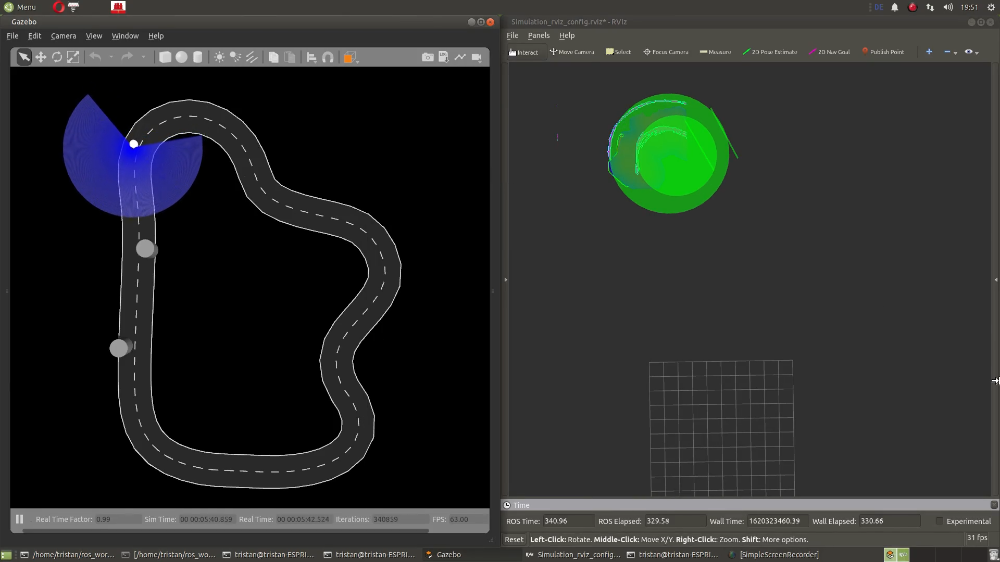 Menu
DE
19:51
Gazebo
File Edit Camera View Window Help
LOG
Real Time Factor: 0.99 Sim Time: 00 00:05:40.859 Real Time: 00 00:05:42.524 Iterations: 340859 FPS: 63.00
Simulation_rviz_config.rviz* - RViz
File Panels Help
Interact Move Camera Select Focus Camera Measure 2D Pose Estimate 2D Nav Goal Publish Point
Time
ROS Time: 340.96 ROS Elapsed: 329.58 Wall Time: 1620323460.39 Wall Elapsed: 330.66 Experimental
Reset Left-Click: Rotate. Middle-Click: Move X/Y. Right-Click:: Zoom. Shift: More options. 31 fps
/home/tristan/ros_wor... [/home/tristan/ros_wo... tristan@tristan-ESPRI... tristan@tristan-ESPRI... Gazebo RViz Simulation_rviz_config.... tristan@tristan-ESPRI... [SimpleScreenRecorder] RViz